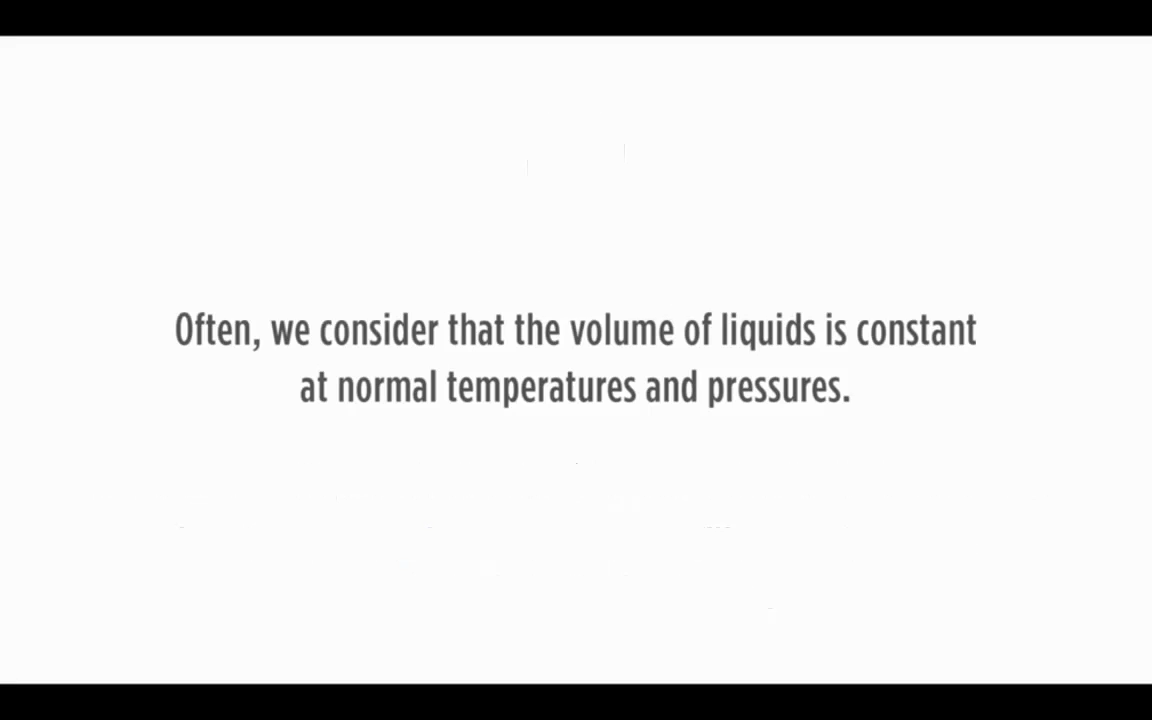 Often, we consider that the volume of liquids is constant
at normal temperatures and pressures.